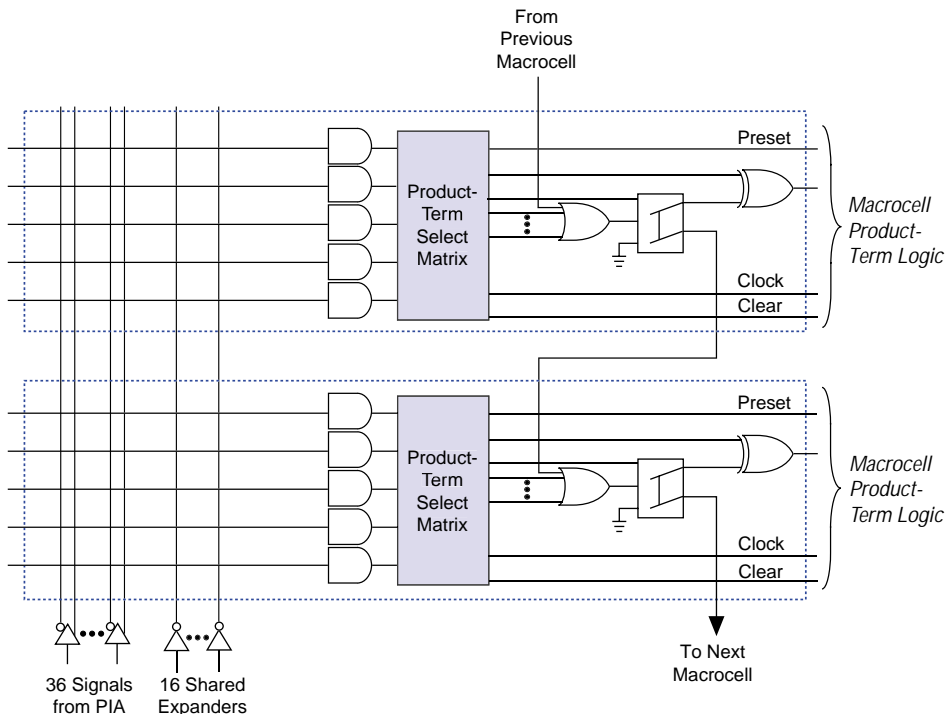 From
Previous
Macrocell
Preset
Product-
Term
Select
Matrix
Macrocell
Product-
Term Logic
Clock
Clear
Preset
Product-
Term
Select
Matrix
Macrocell
Product-
Term Logic
Clock
Clear
To Next
Macrocell
36 Signals
from PIA
16 Shared
Expanders